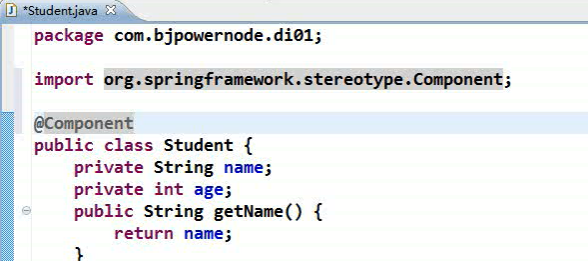 *Student.java
package com.bjpowernode.di01;
import org.springframework.stereotype.Component;
@Component
public class Student {
private String name;
private int age;
public String getName() {
return name;
}